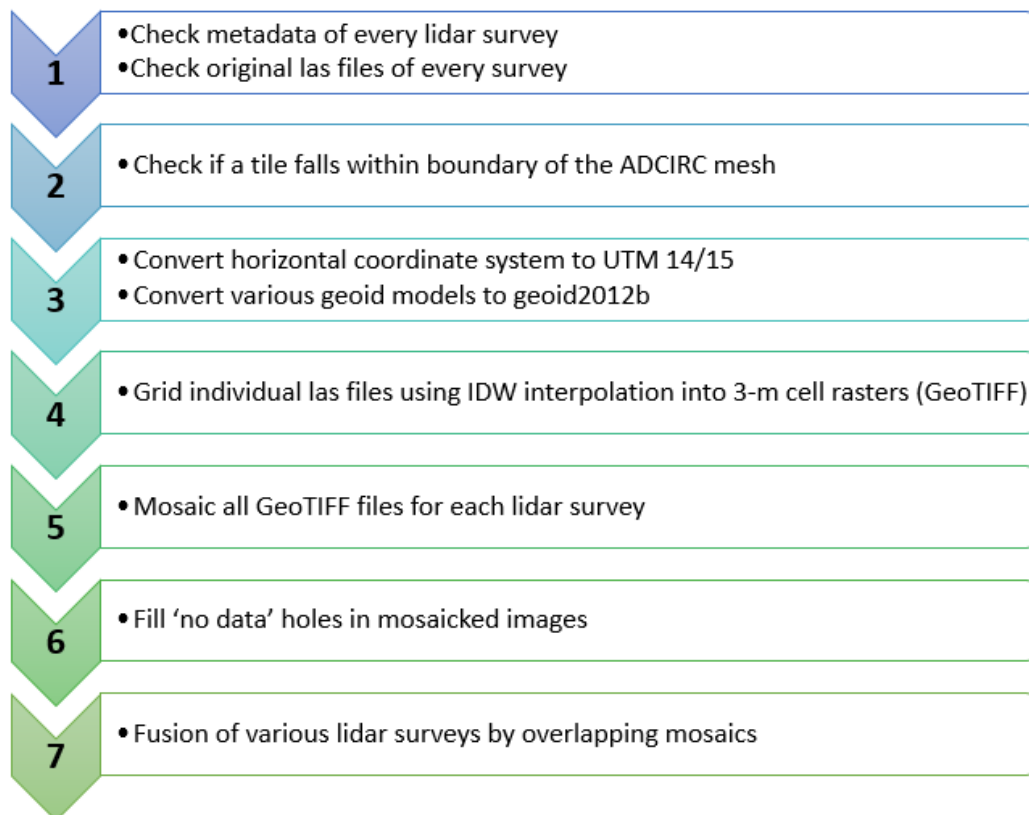 1
•Check metadata of every lidar survey
•Check original las files of every survey
2
•Check if a tile falls within boundary of the ADCIRC mesh
3
•Convert horizontal coordinate system to UTM 14/15
•Convert various geoid models to geoid2012b
4
•Grid individual las files using IDW interpolation into 3-m cell rasters (GeoTIFF)
5
•Mosaic all GeoTIFF files for each lidar survey
6
•Fill ‘no data’ holes in mosaicked images
7
•Fusion of various lidar surveys by overlapping mosaics